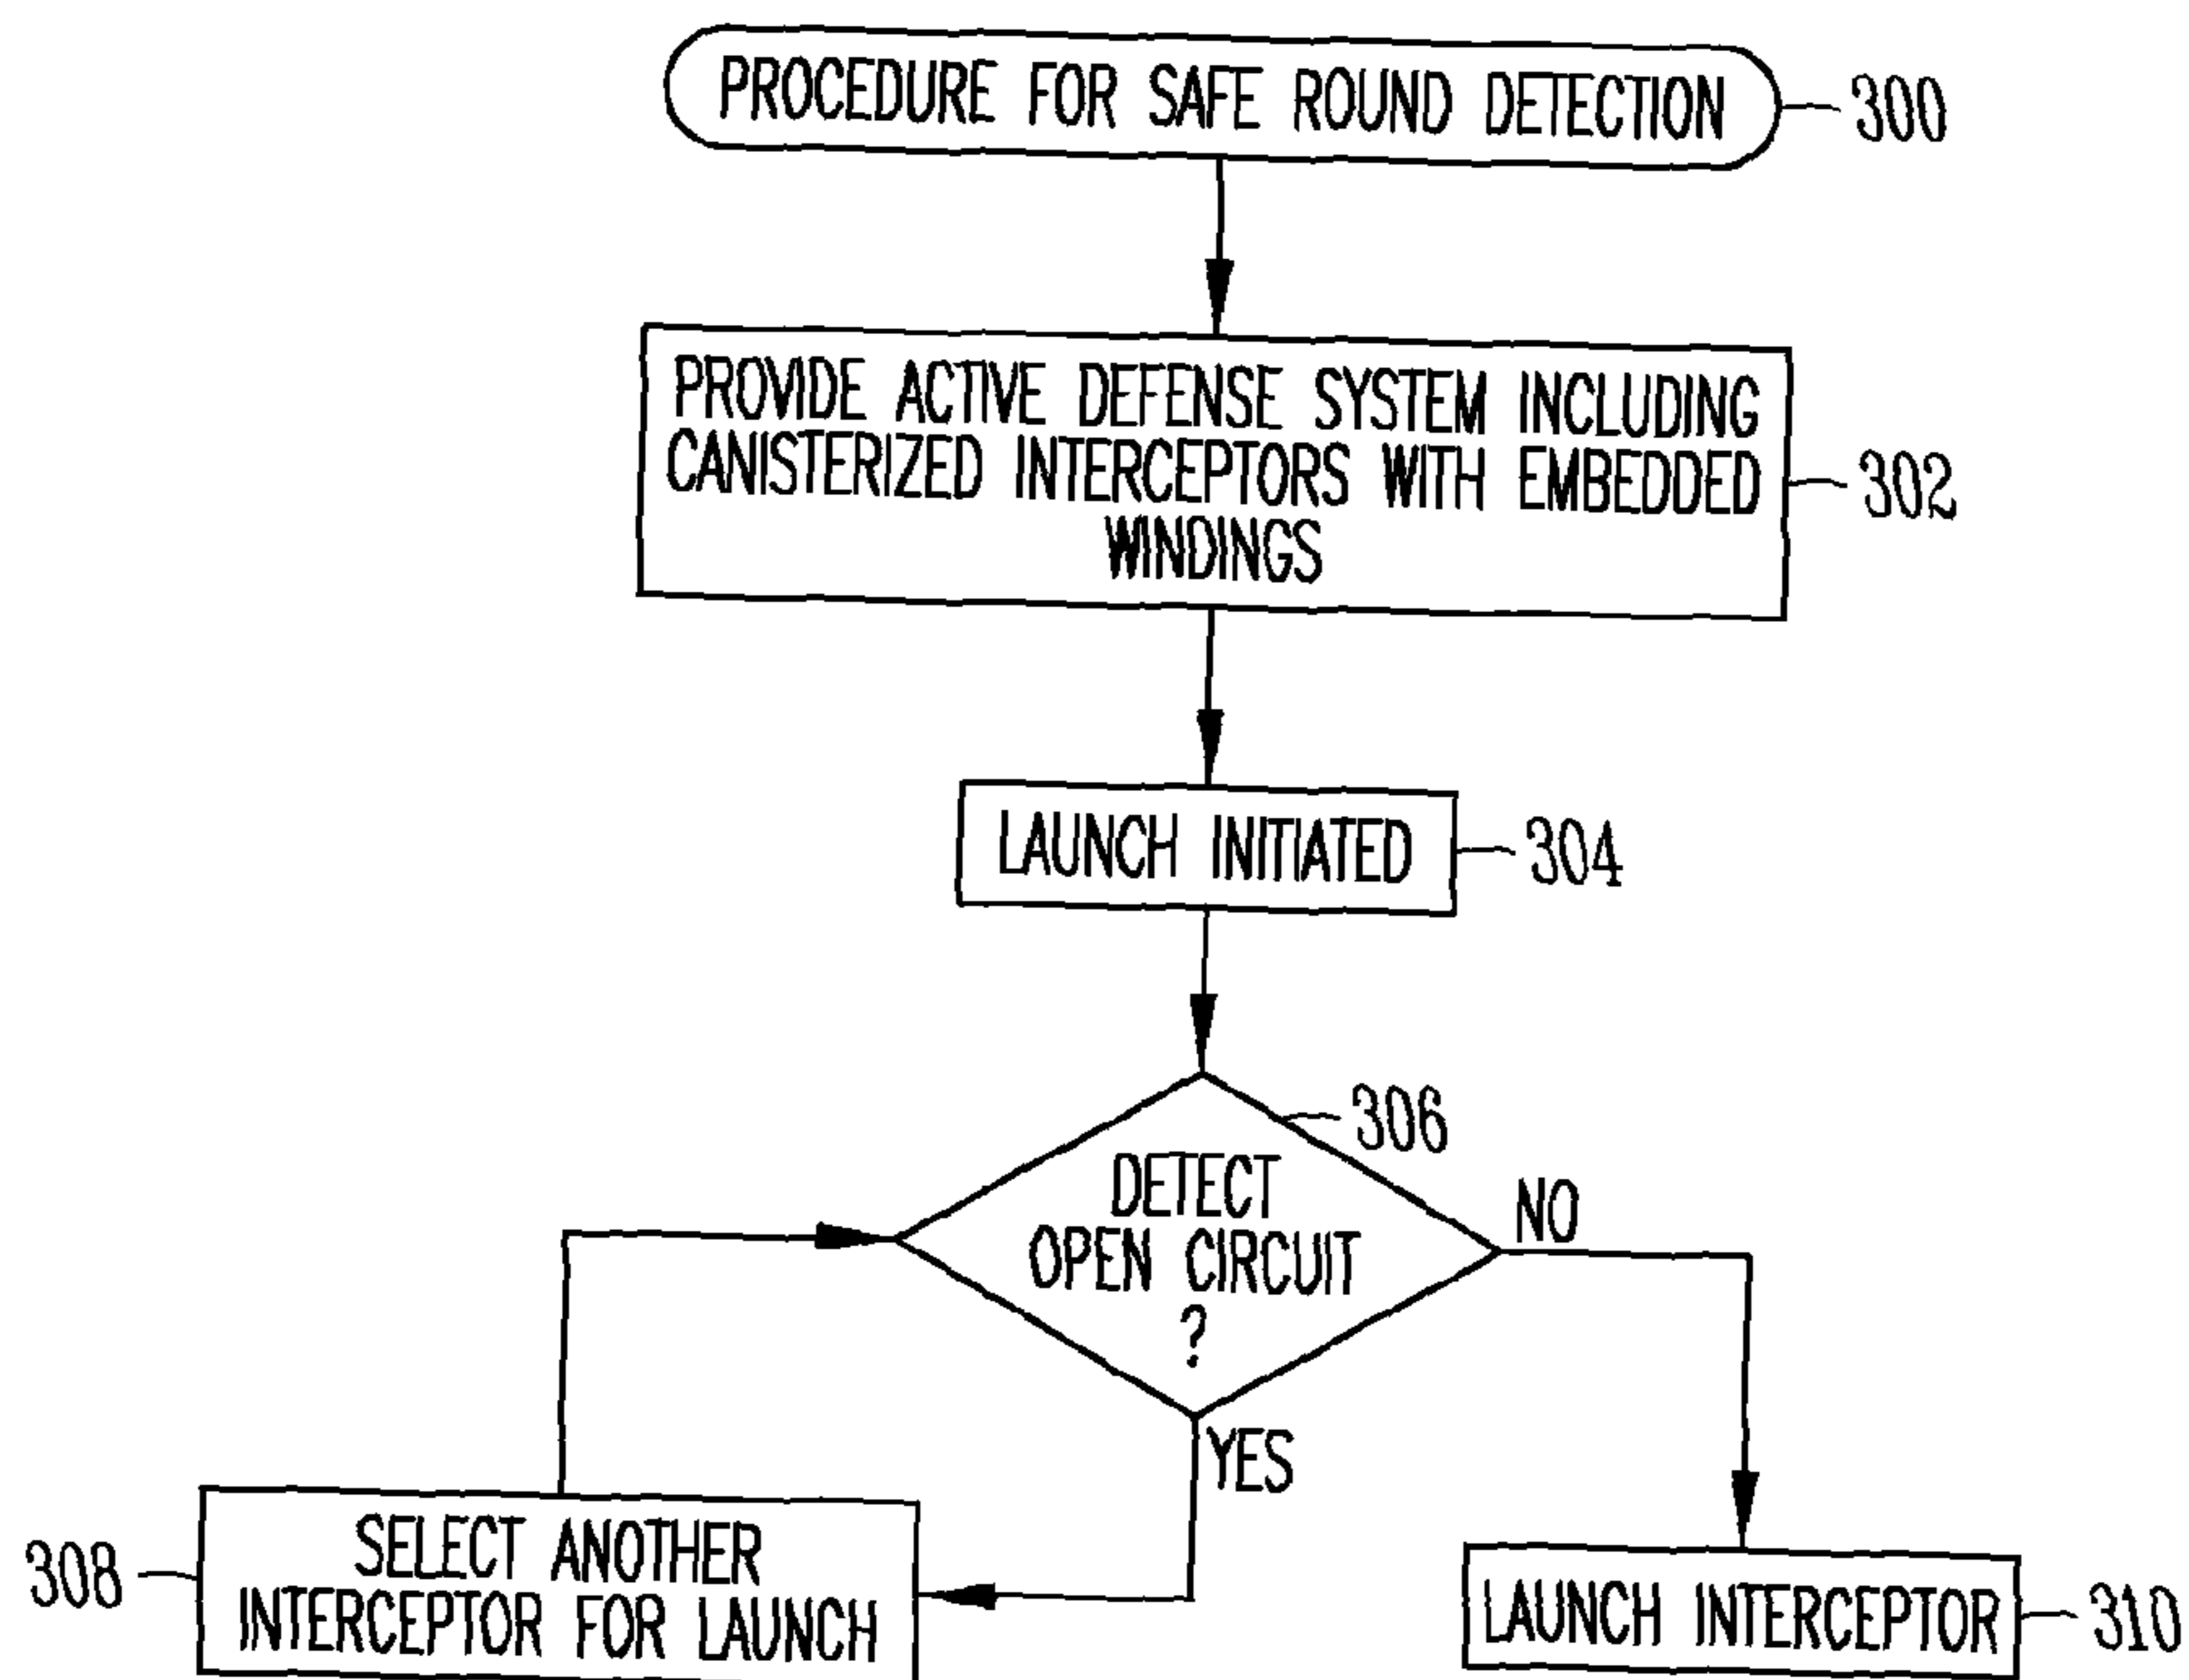 PROCEDURE FOR SAFE ROUND DETECTION
300
PROVIDE ACTIVE DEFENSE SYSTEM INCLUDING
CANISTERIZED INTERCEPTORS WITH EMBEDDED
WINDINGS
302
LAUNCH INITIATED
304
306
DETECT
OPEN CIRCUIT
?
NO
YES
308
SELECT ANOTHER
INTERCEPTOR FOR LAUNCH
LAUNCH INTERCEPTOR
310